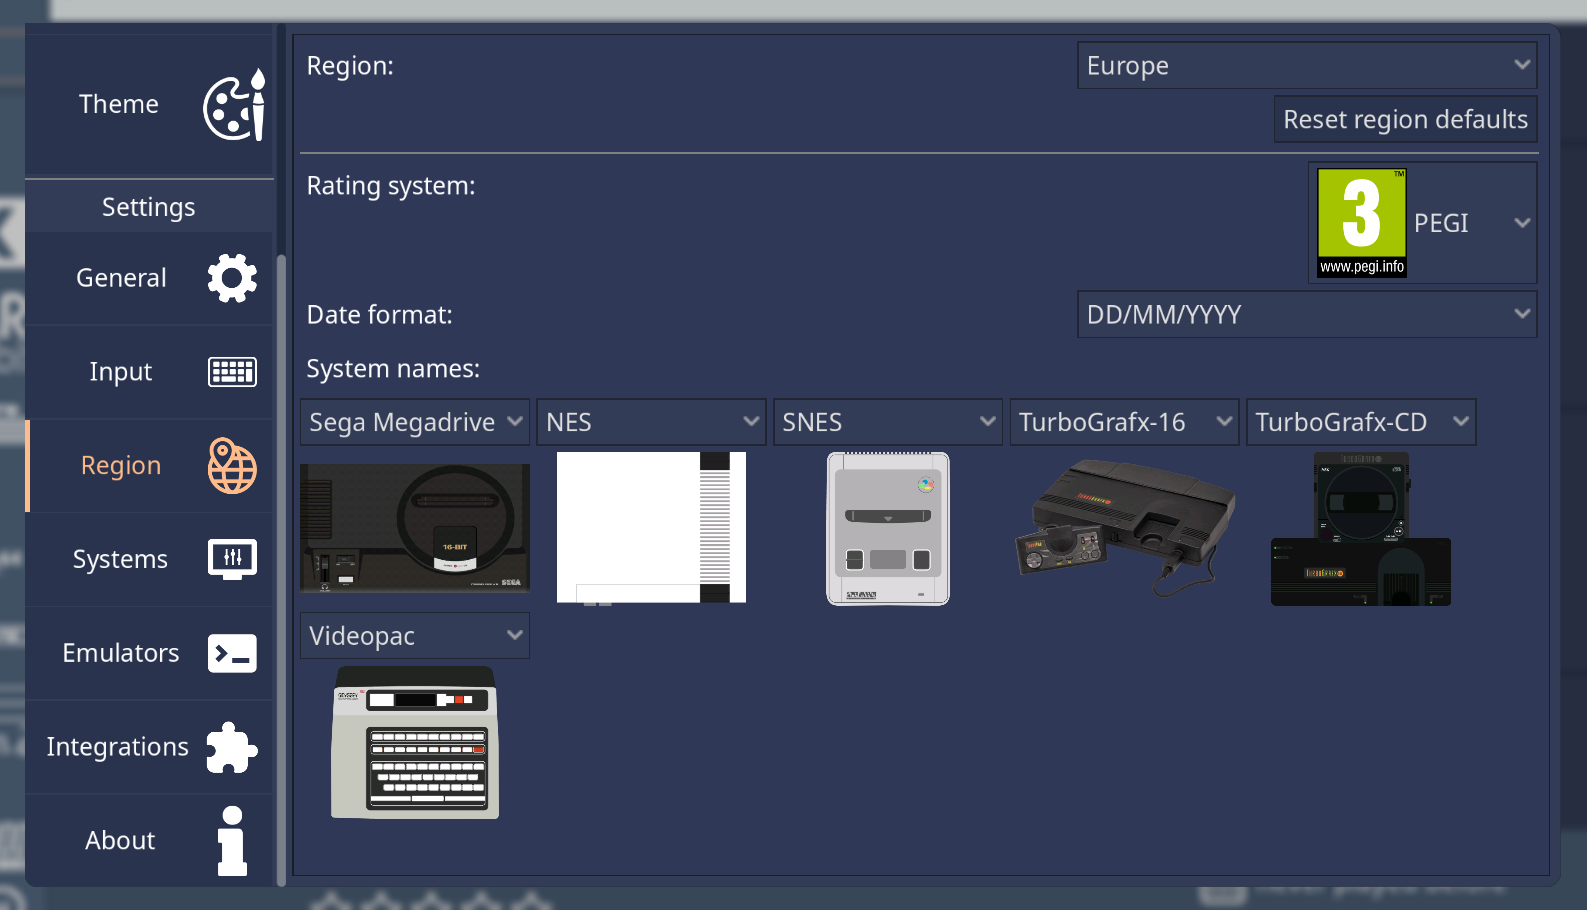 Theme
Settings
General
Input
Region
Systems
Emulators
Integrations
About
Region:
Europe
Reset region defaults
Rating system:
3
TM
www.pegi.info
PEGI
Date format:
DD/MM/YYYY
System names:
Sega Megadrive
NES
SNES
TurboGrafx-16
TurboGrafx-CD
16-BIT
SEGA
Videopac